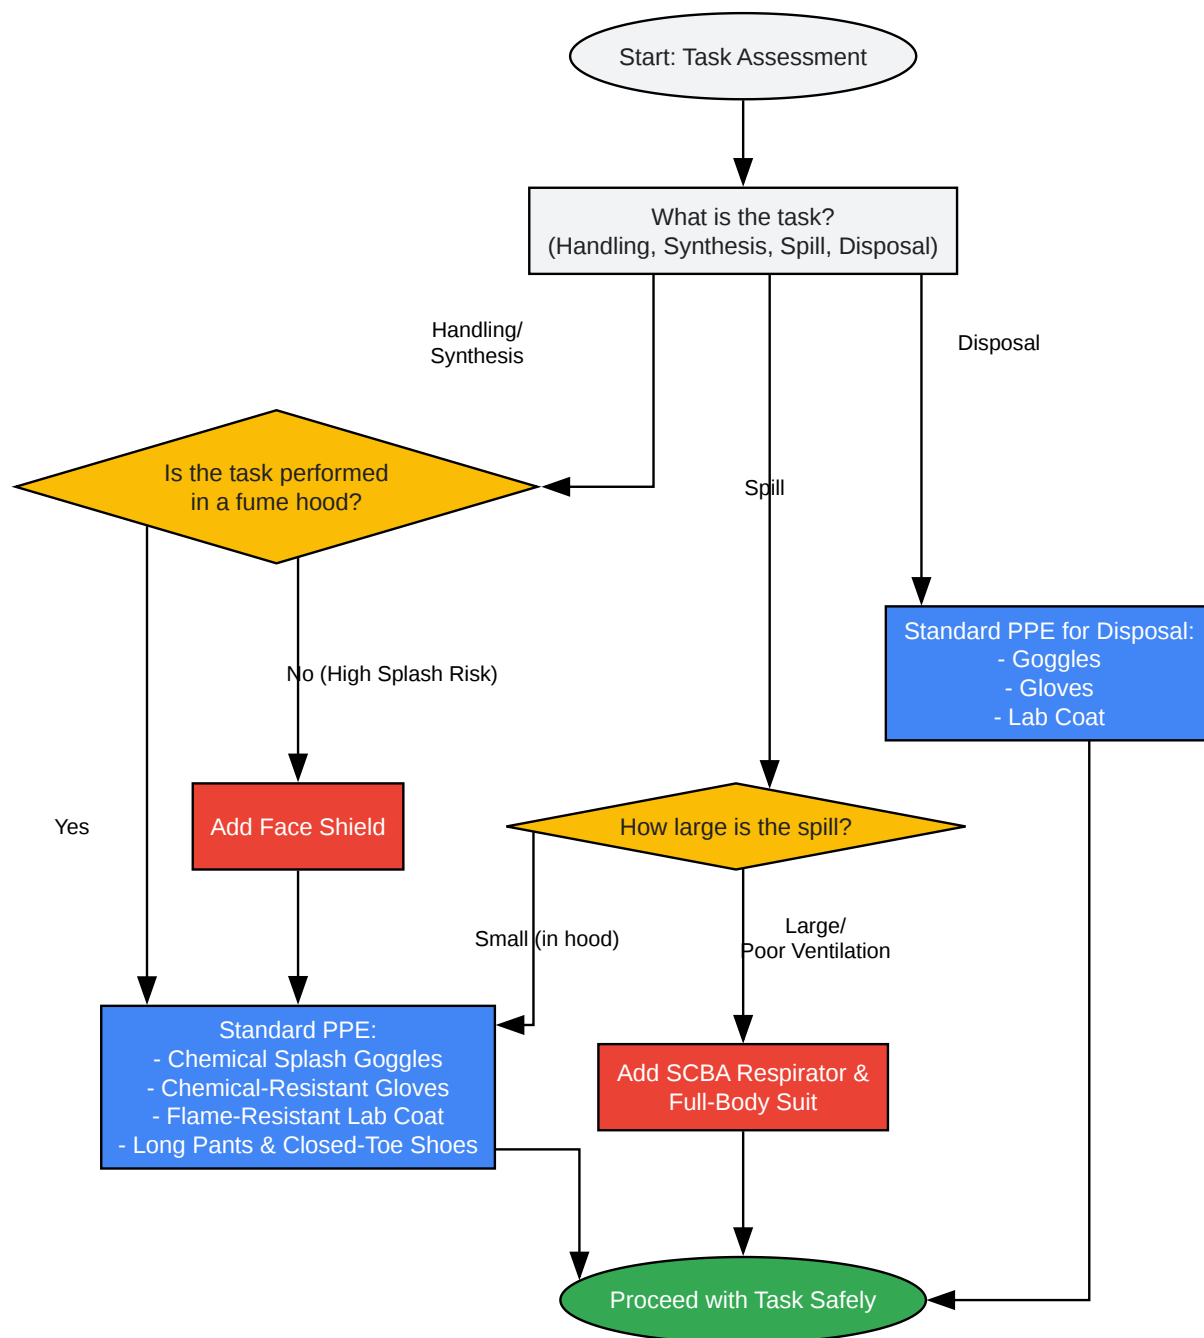 Start: Task Assessment
What is the task?
(Handling, Synthesis, Spill, Disposal)
Handling/
Synthesis
Disposal
Is the task performed
in a fume hood?
Spill
Standard PPE for Disposal:
- Goggles
- Gloves
- Lab Coat
No (High Splash Risk)
Yes
Add Face Shield
How large is the spill?
Small (in hood)
Large/
Poor Ventilation
Standard PPE:
- Chemical Splash Goggles
- Chemical-Resistant Gloves
- Flame-Resistant Lab Coat
- Long Pants & Closed-Toe Shoes
Add SCBA Respirator &
Full-Body Suit
Proceed with Task Safely